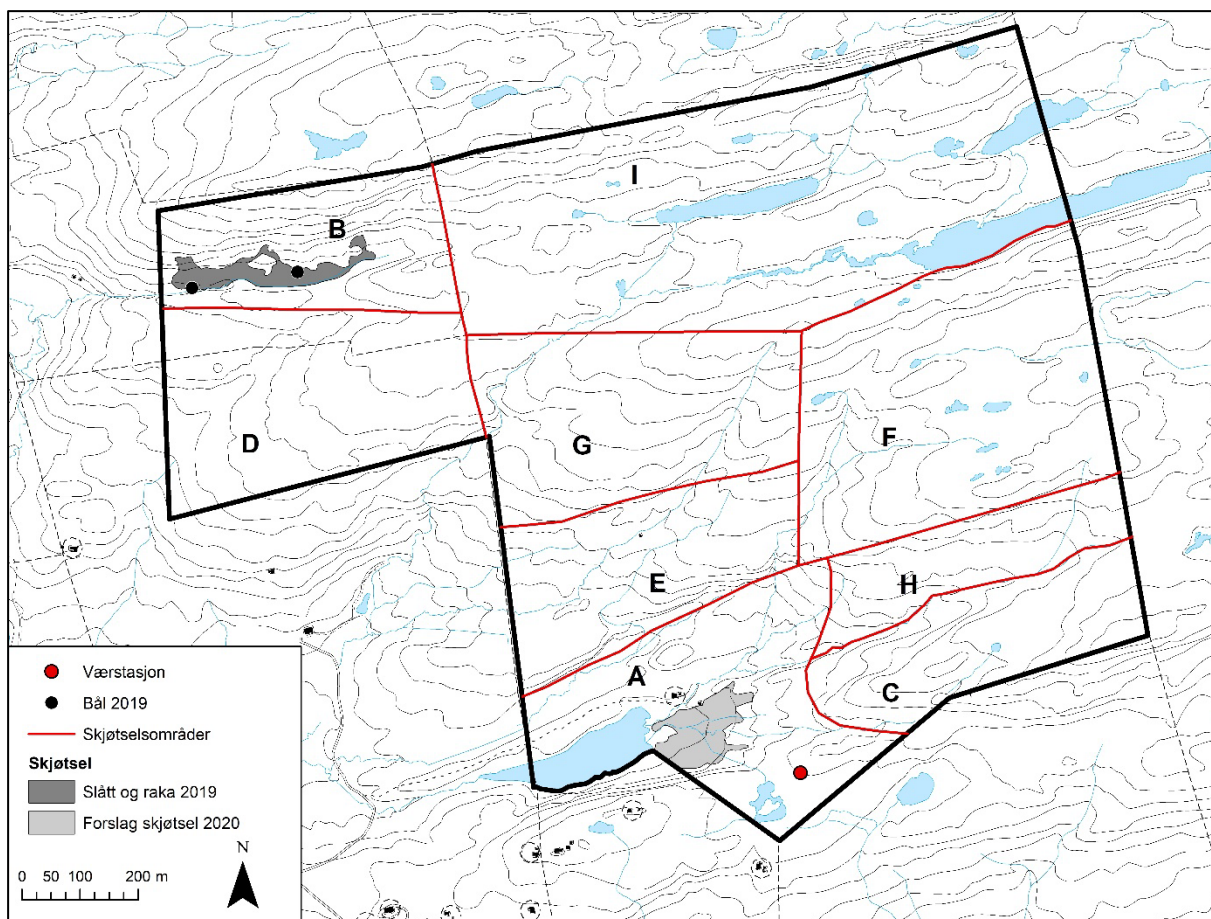 I
B
D
G
F
E
H
A
C
Værstasjon
Bål 2019
Skjøtselsområder
Skjøtsel
Slått og raka 2019
Forslag skjøtsel 2020
0 50 100 200 m
N